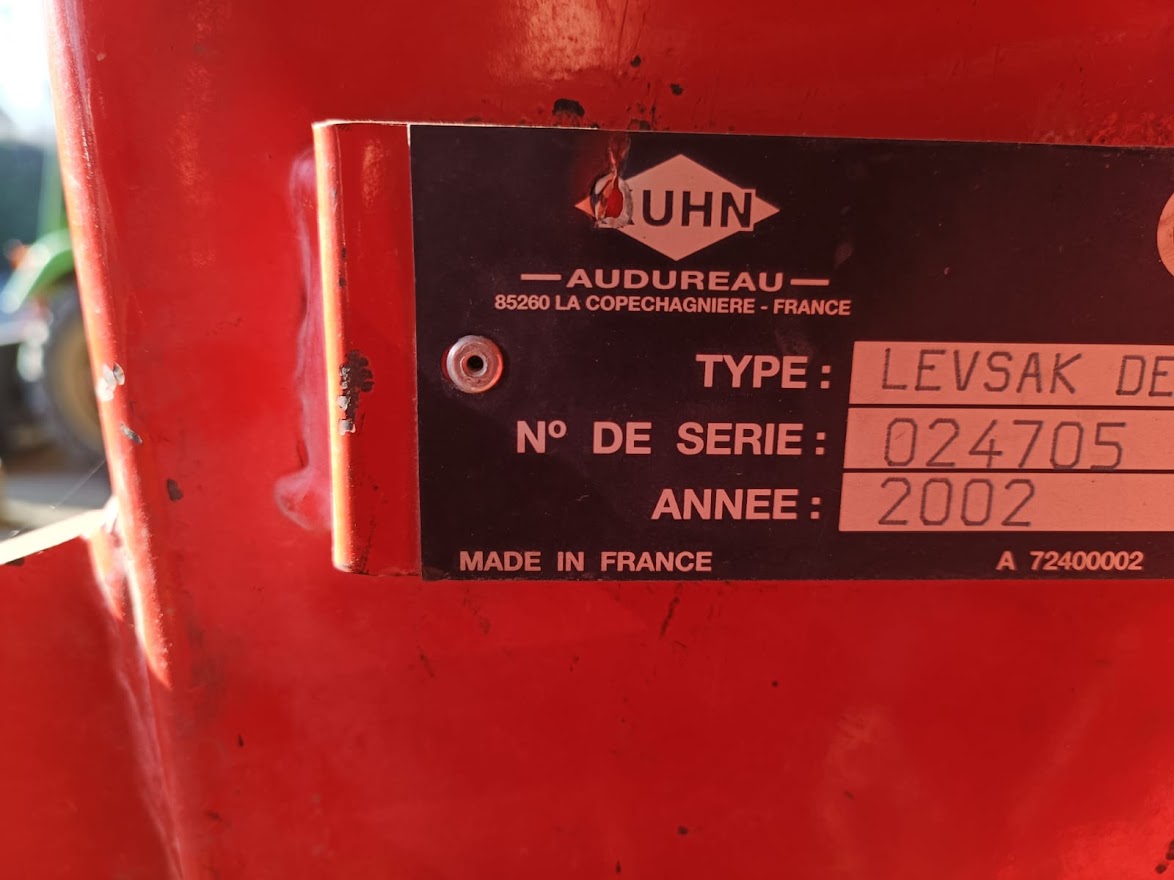 KUHN
—AUDUREAU—
85260 LA COPECHAGNIERE - FRANCE
TYPE : LEVSAK DE
Nº DE SERIE : 024705
ANNEE : 2002
MADE IN FRANCE A 72400002